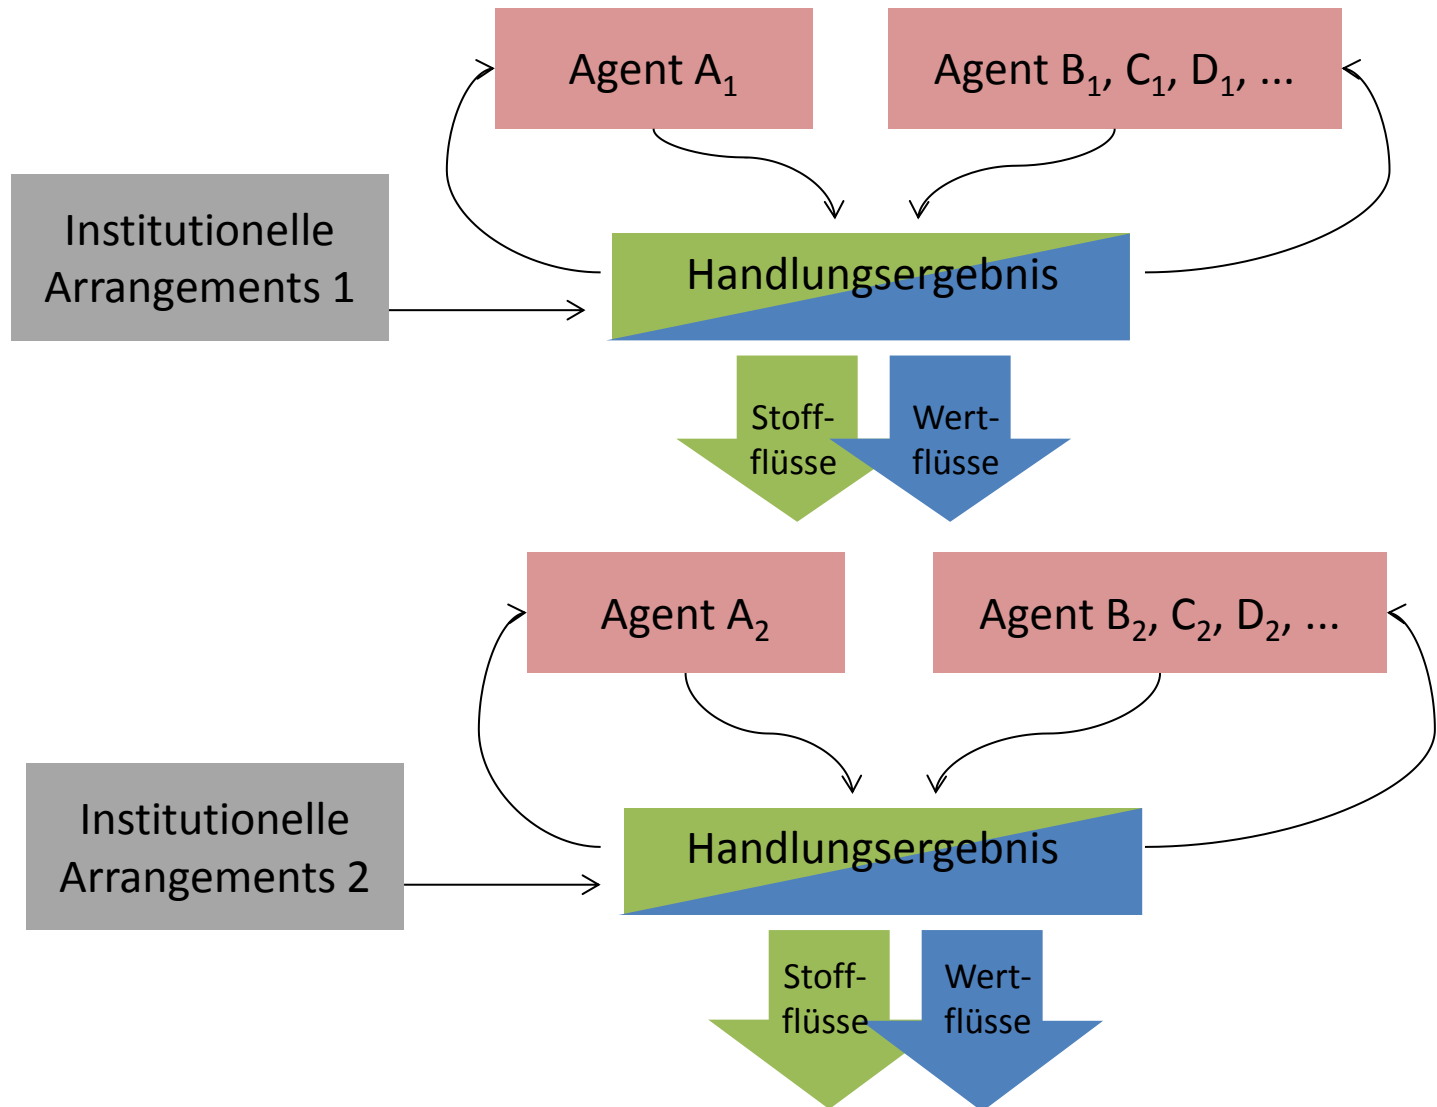 Agent A₁
Agent B₁, C₁, D₁, ...
Institutionelle
Arrangements 1
Handlungsergebnis
Stoff-
flüsse
Wert-
flüsse
Agent A₂
Agent B₂, C₂, D₂, ...
Institutionelle
Arrangements 2
Handlungsergebnis
Stoff-
flüsse
Wert-
flüsse